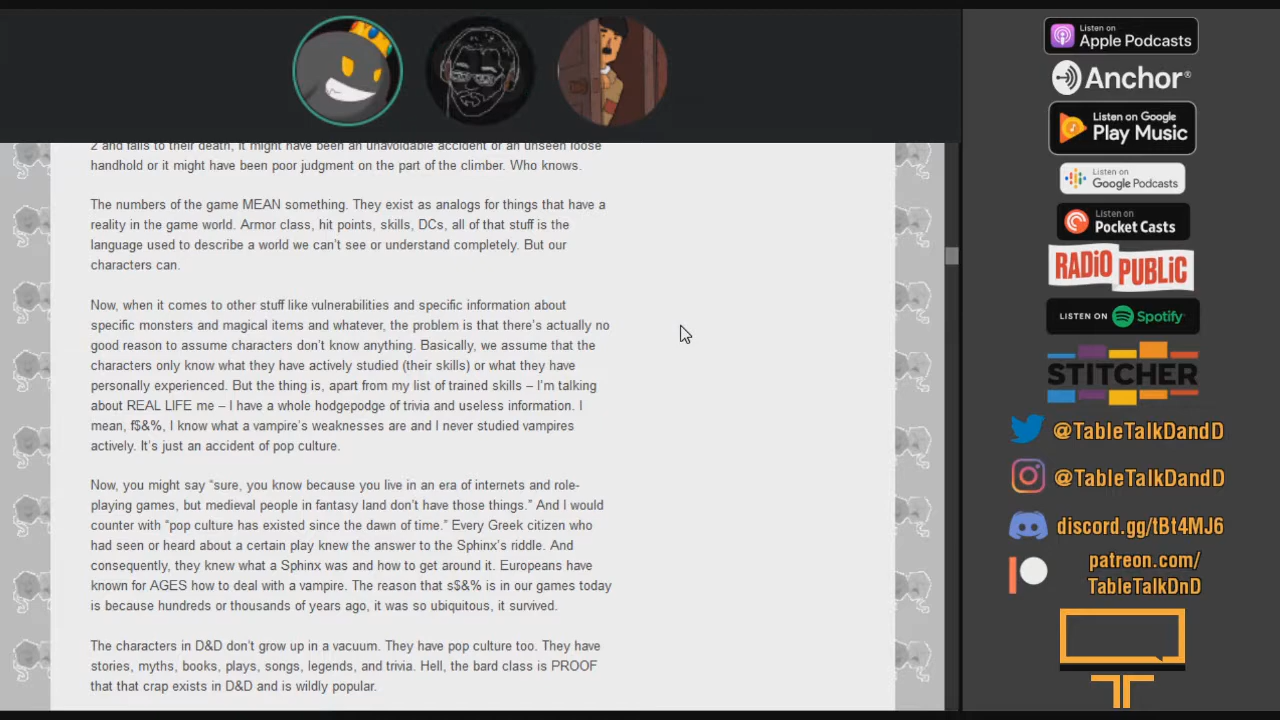 2 and falls to their death, it might have been an unavoidable accident or an unseen loose
handhold or it might have been poor judgment on the part of the climber. Who knows.
The numbers of the game MEAN something. They exist as analogs for things that have a
reality in the game world. Armor class, hit points, skills, DCs, all of that stuff is the
language used to describe a world we can't see or understand completely. But our
characters can.
Now, when it comes to other stuff like vulnerabilities and specific information about
specific monsters and magical items and whatever, the problem is that there's actually no
good reason to assume characters don't know anything. Basically, we assume that the
characters only know what they have actively studied (their skills) or what they have
personally experienced. But the thing is, apart from my list of trained skills – I'm talking
about REAL LIFE me – I have a whole hodgepodge of trivia and useless information. I
mean, f$&%, I know what a vampire's weaknesses are and I never studied vampires
actively. It's just an accident of pop culture.
Now, you might say “sure, you know because you live in an era of internets and role-
playing games, but medieval people in fantasy land don't have those things.” And I would
counter with “pop culture has existed since the dawn of time.” Every Greek citizen who
had seen or heard about a certain play knew the answer to the Sphinx's riddle. And
consequently, they knew what a Sphinx was and how to get around it. Europeans have
known for AGES how to deal with a vampire. The reason that s$&% is in our games today
is because hundreds or thousands of years ago, it was so ubiquitous, it survived.
The characters in D&D don't grow up in a vacuum. They have pop culture too. They have
stories, myths, books, plays, songs, legends, and trivia. Hell, the bard class is PROOF
that that crap exists in D&D and is wildly popular.
Listen on
Apple Podcasts
Anchor®
Listen on Google
Play Music
Listen on
Google Podcasts
Listen on
Pocket Casts
RADiO PUBLiC
LISTEN ON Spotify®
STITCHER
@TableTalkDandD
@TableTalkDandD
discord.gg/tBt4MJ6
patreon.com/
TableTalkDnD